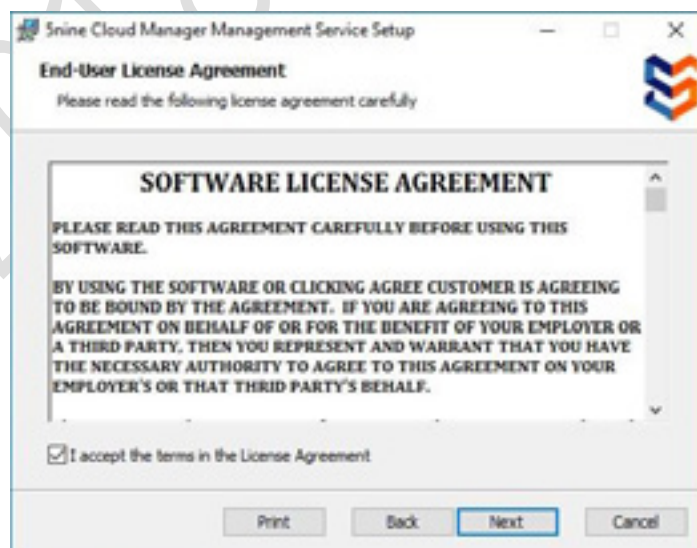 5nine Cloud Manager Management Service Setup
End-User License Agreement
Please read the following license agreement carefully
SOFTWARE LICENSE AGREEMENT
PLEASE READ THIS AGREEMENT CAREFULLY BEFORE USING THIS
SOFTWARE.
BY USING THE SOFTWARE OR CLICKING AGREE CUSTOMER IS AGREEING
TO BE BOUND BY THE AGREEMENT. IF YOU ARE AGREEING TO THIS
AGREEMENT ON BEHALF OF OR FOR THE BENEFIT OF YOUR EMPLOYER OR
A THIRD PARTY, THEN YOU REPRESENT AND WARRANT THAT YOU HAVE
THE NECESSARY AUTHORITY TO AGREE TO THIS AGREEMENT ON YOUR
EMPLOYER'S OR THAT THRID PARTY'S BEHALF.
I accept the terms in the License Agreement
Print Back Next Cancel